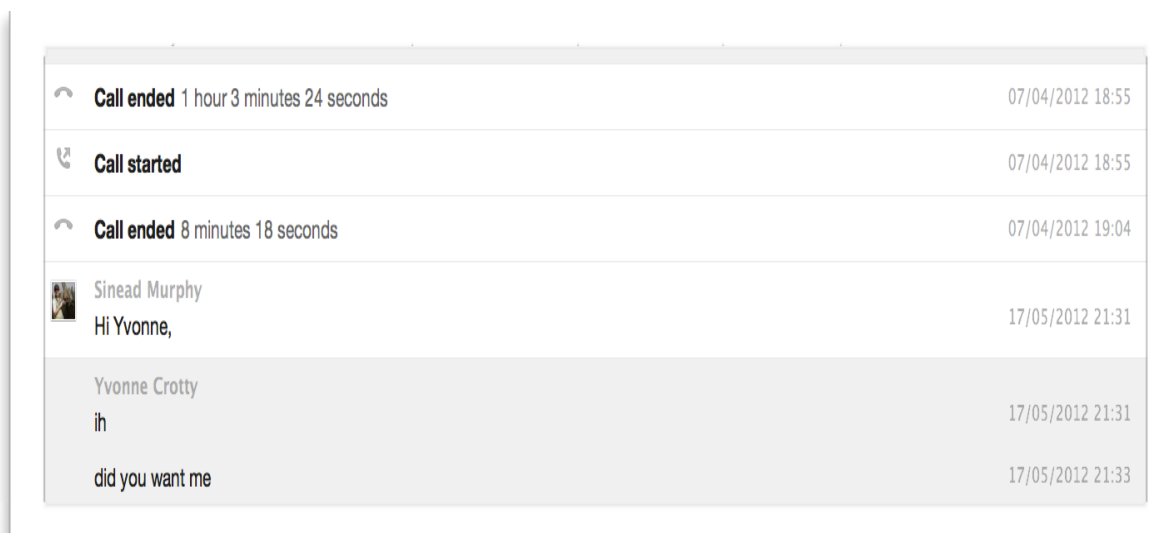 Call ended 1 hour 3 minutes 24 seconds 07/04/2012 18:55
Call started 07/04/2012 18:55
Call ended 8 minutes 18 seconds 07/04/2012 19:04
Sinead Murphy
Hi Yvonne, 17/05/2012 21:31
Yvonne Crotty
ih 17/05/2012 21:31
did you want me 17/05/2012 21:33